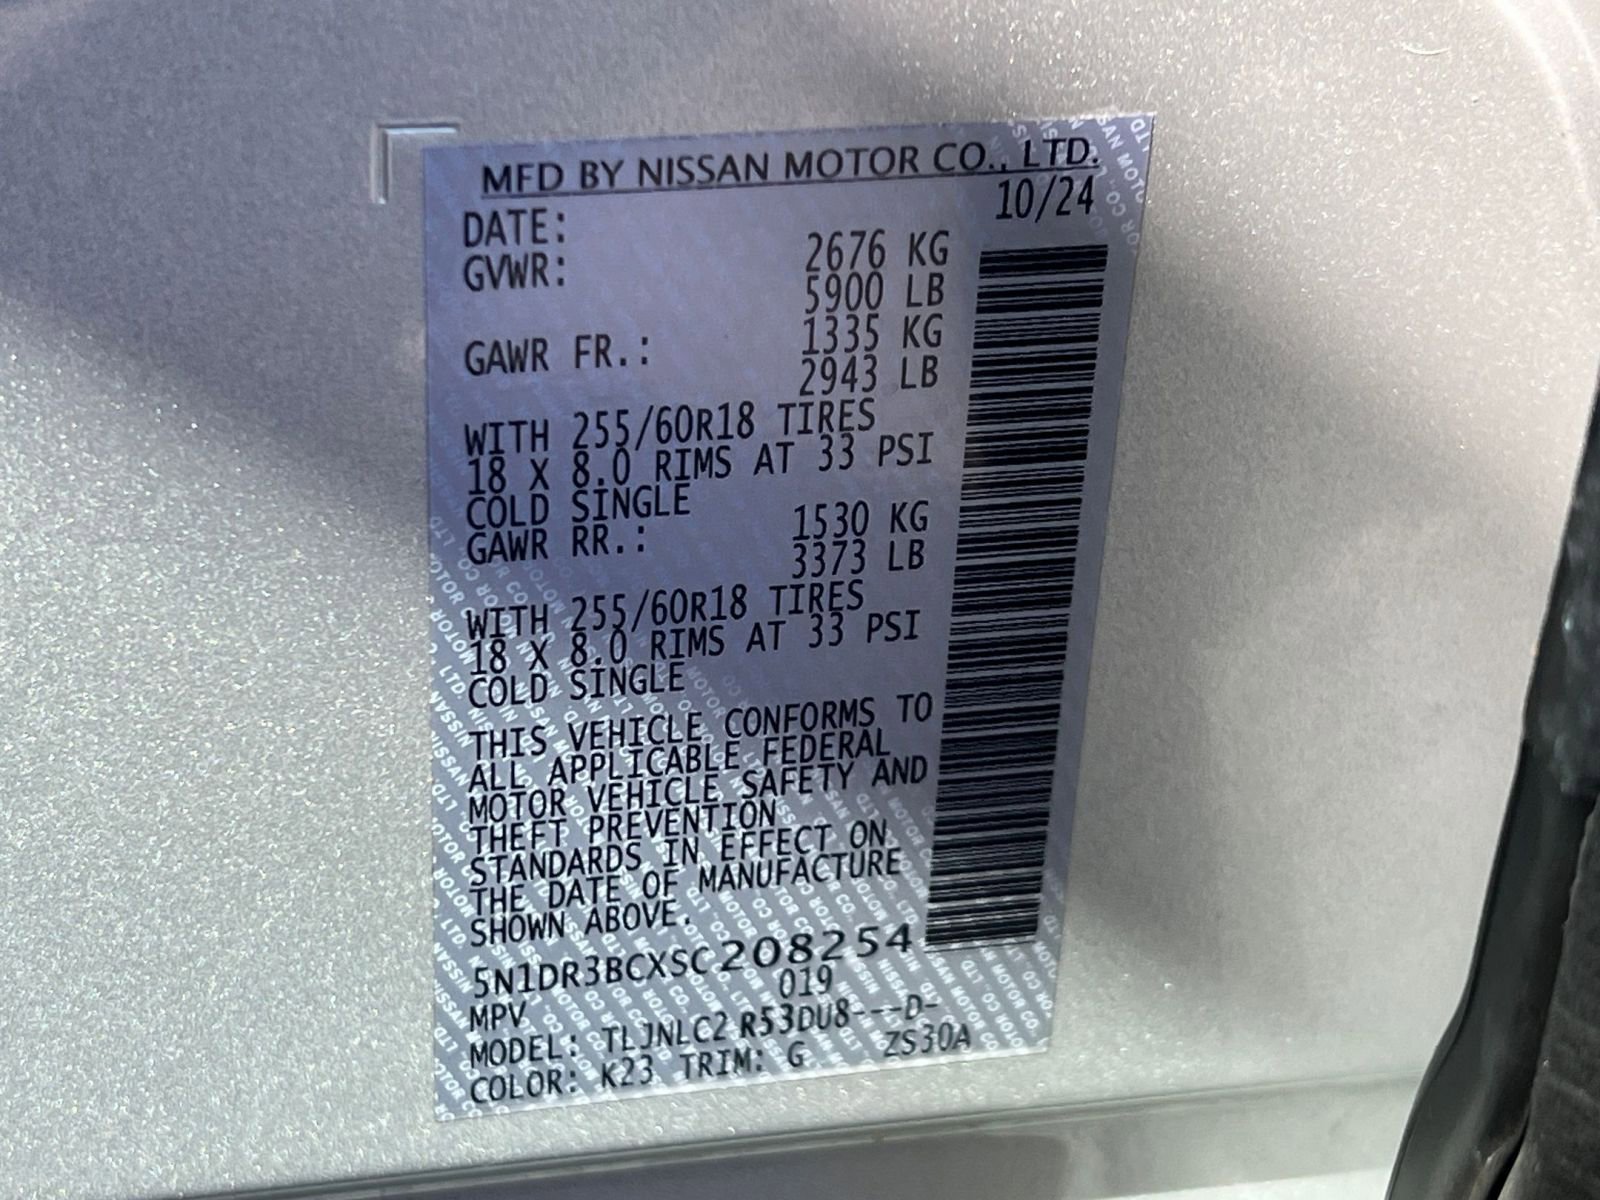 MFD BY NISSAN MOTOR CO., LTD.
DATE: 10/24
GVWR: 2676 KG
5900 LB
GAWR FR.: 1335 KG
2943 LB
WITH 255/60R18 TIRES
18 X 8.0 RIMS AT 33 PSI
COLD SINGLE
GAWR RR.: 1530 KG
3373 LB
WITH 255/60R18 TIRES
18 X 8.0 RIMS AT 33 PSI
COLD SINGLE
THIS VEHICLE CONFORMS TO
ALL APPLICABLE FEDERAL
MOTOR VEHICLE SAFETY AND
THEFT PREVENTION
STANDARDS IN EFFECT ON
THE DATE OF MANUFACTURE
SHOWN ABOVE.
5N1DR3BCXSC208254
MPV 019
MODEL: TLJNLC2 R53DU8---D-
COLOR: K23 TRIM: G ZS30A